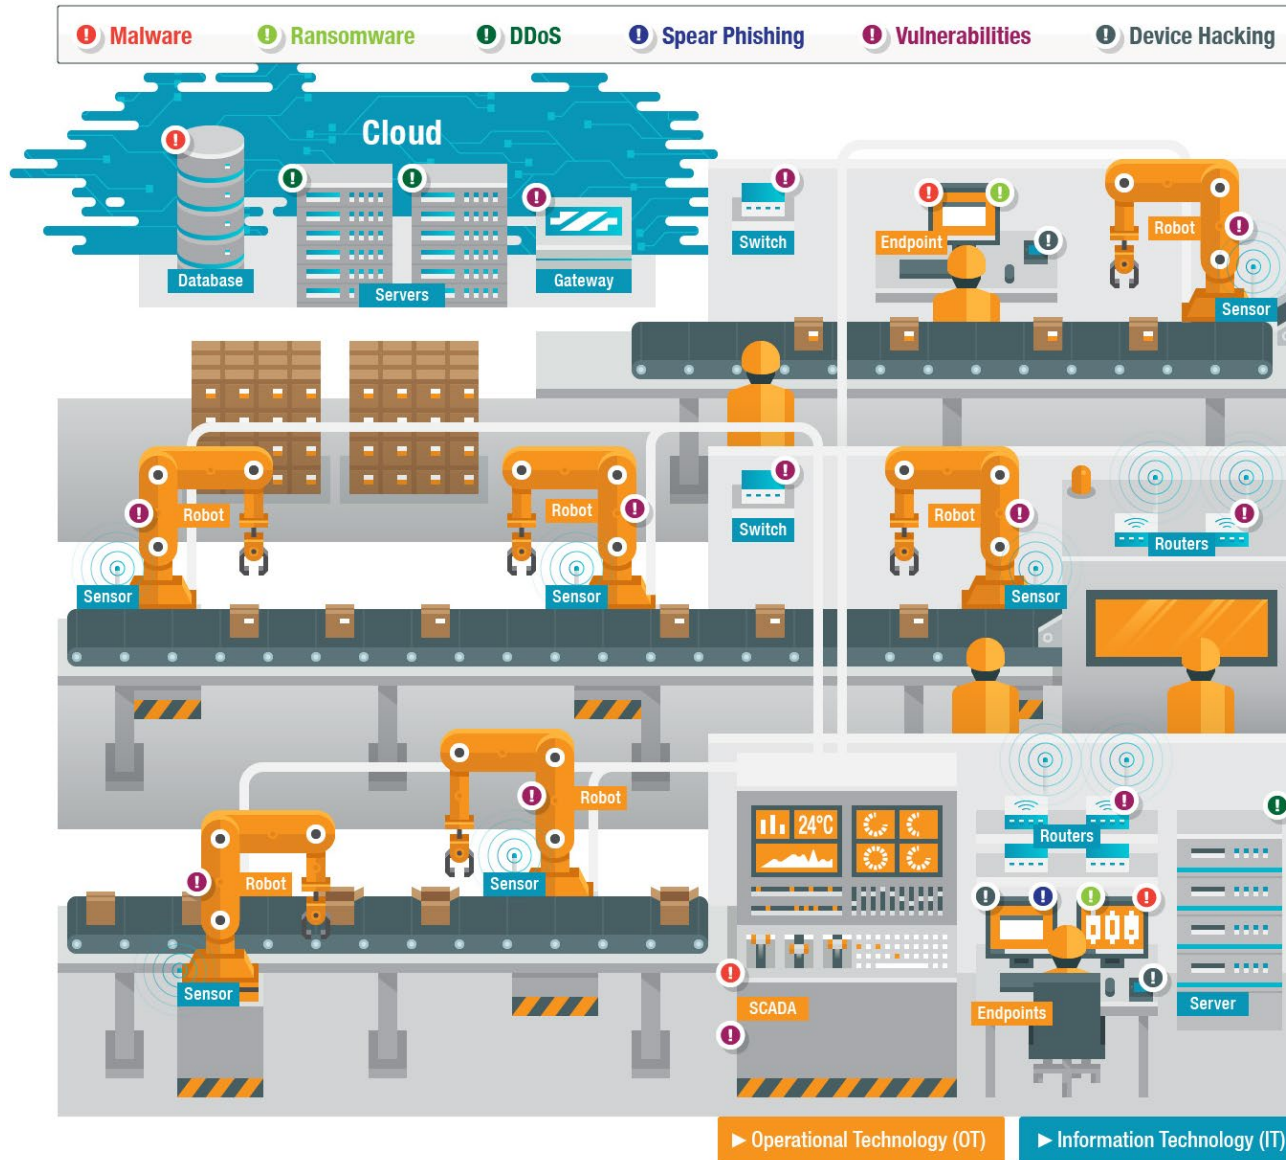 Malware
Ransomware
DDoS
Spear Phishing
Vulnerabilities
Device Hacking
Cloud
Database
Servers
Gateway
Switch
Endpoint
Robot
Sensor
Robot
Sensor
Robot
Sensor
Switch
Robot
Sensor
Routers
Robot
Sensor
Robot
Sensor
24°C
SCADA
Routers
Endpoints
Server
► Operational Technology (OT)
► Information Technology (IT)